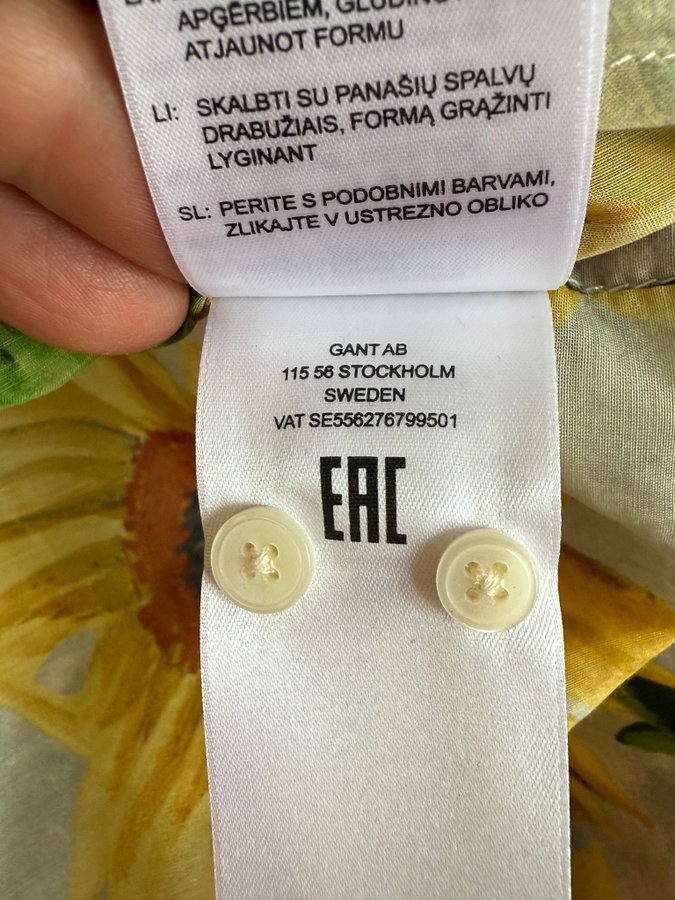 APĢĒRBIEM,
ATJAUNOT FORMU
LI: SKALBTI SU PANAŠIŲ SPALVŲ
DRABUŽIAIS, FORMĄ GRĄŽINTI
LYGINANT
SL: PERITE S PODOBNIMI BARVAMI,
ZLIKAJTE V USTREZNO OBLIKO
GANT AB
115 56 STOCKHOLM
SWEDEN
VAT SE556276799501
EAC